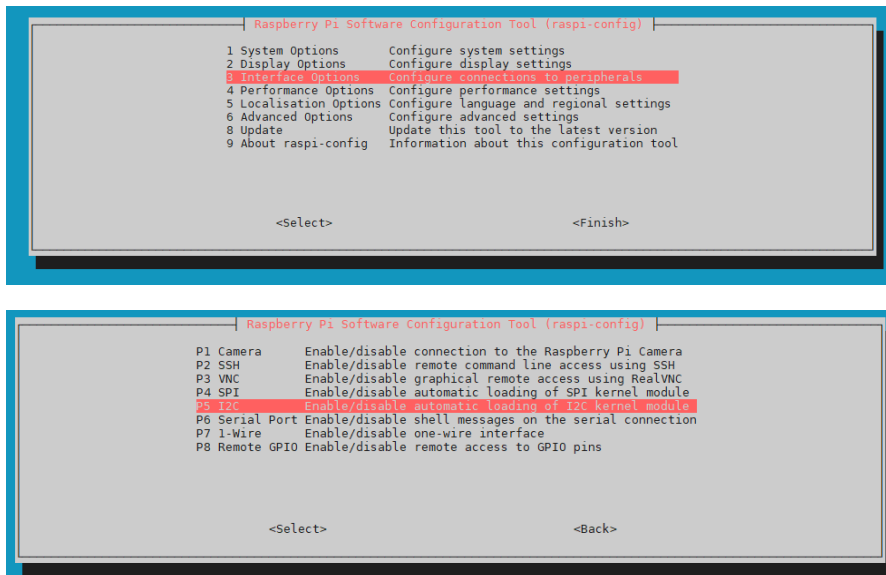 Raspberry Pi Software Configuration Tool (raspi-config)
1 System Options Configure system settings
2 Display Options Configure display settings
3 Interface Options Configure connections to peripherals
4 Performance Options Configure performance settings
5 Localisation Options Configure language and regional settings
6 Advanced Options Configure advanced settings
8 Update Update this tool to the latest version
9 About raspi-config Information about this configuration tool
<Select> <Finish>
Raspberry Pi Software Configuration Tool (raspi-config)
P1 Camera Enable/disable connection to the Raspberry Pi Camera
P2 SSH Enable/disable remote command line access using SSH
P3 VNC Enable/disable graphical remote access using RealVNC
P4 SPI Enable/disable automatic loading of SPI kernel module
P5 I2C Enable/disable automatic loading of I2C kernel module
P6 Serial Port Enable/disable shell messages on the serial connection
P7 1-Wire Enable/disable one-wire interface
P8 Remote GPIO Enable/disable remote access to GPIO pins
<Select> <Back>